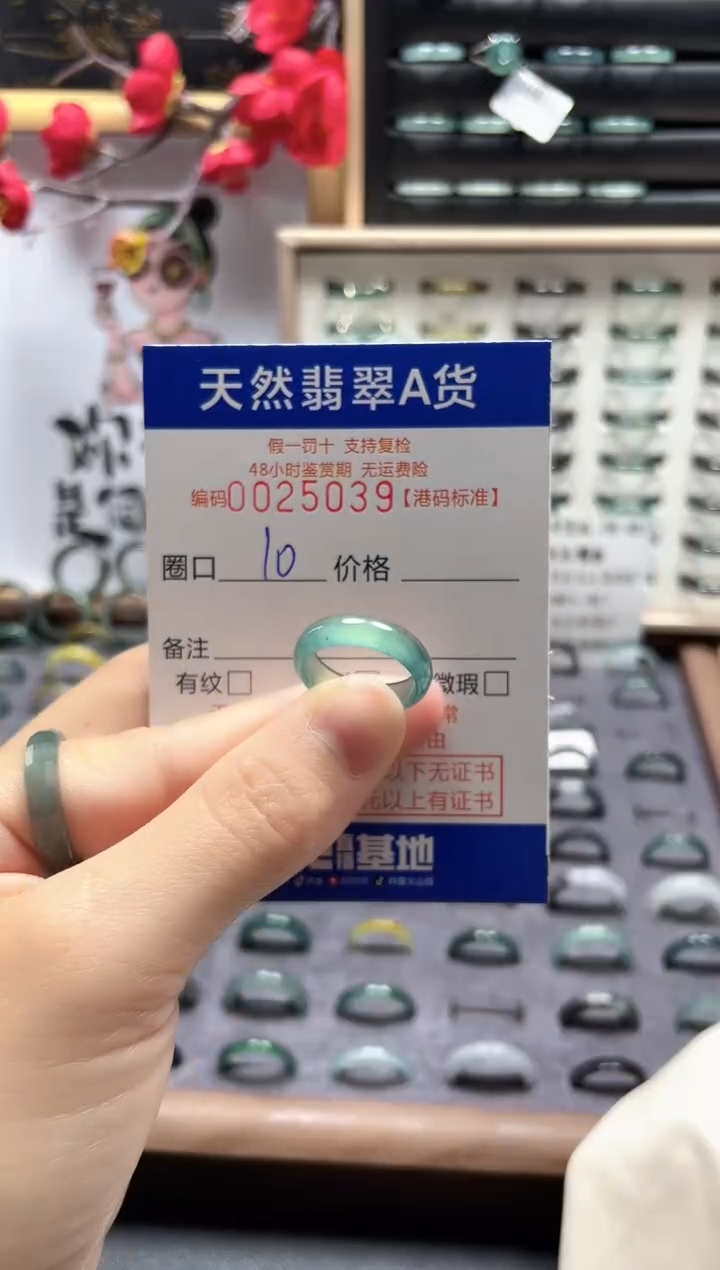 天然翡翠A货
假一罚十 支持复检
48小时鉴赏期 无运费险
编码0025039【港码标准】
圈口 10 价格
备注
有纹□ 微瑕□
常
由
以下无证书
以上有证书
基地